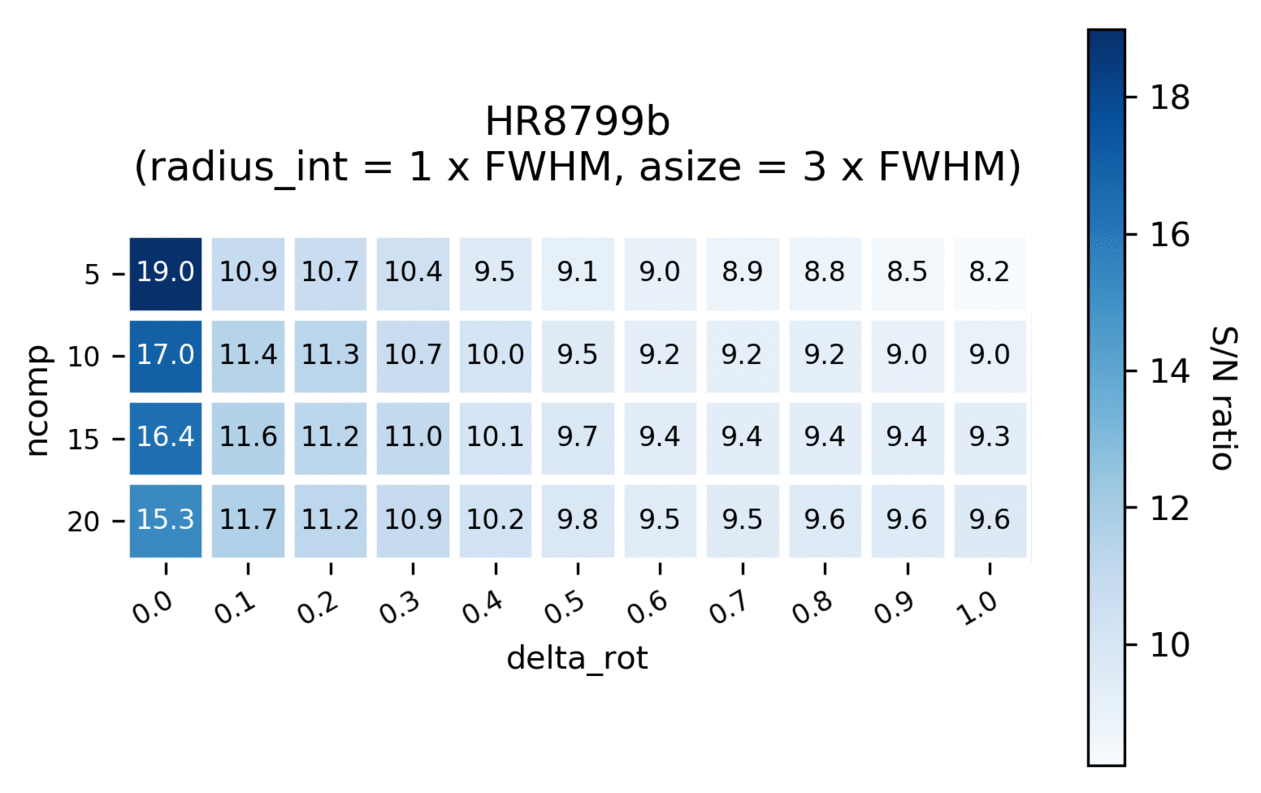 HR8799b
(radius_int = 1 x FWHM, asize = 3 x FWHM)
5 19.0 10.9 10.7 10.4 9.5 9.1 9.0 8.9 8.8 8.5 8.2
10 17.0 11.4 11.3 10.7 10.0 9.5 9.2 9.2 9.2 9.0 9.0
15 16.4 11.6 11.2 11.0 10.1 9.7 9.4 9.4 9.4 9.4 9.3
20 15.3 11.7 11.2 10.9 10.2 9.8 9.5 9.5 9.6 9.6 9.6
ncomp
0.0 0.1 0.2 0.3 0.4 0.5 0.6 0.7 0.8 0.9 1.0
delta_rot
18
16
14
12
10
S/N ratio